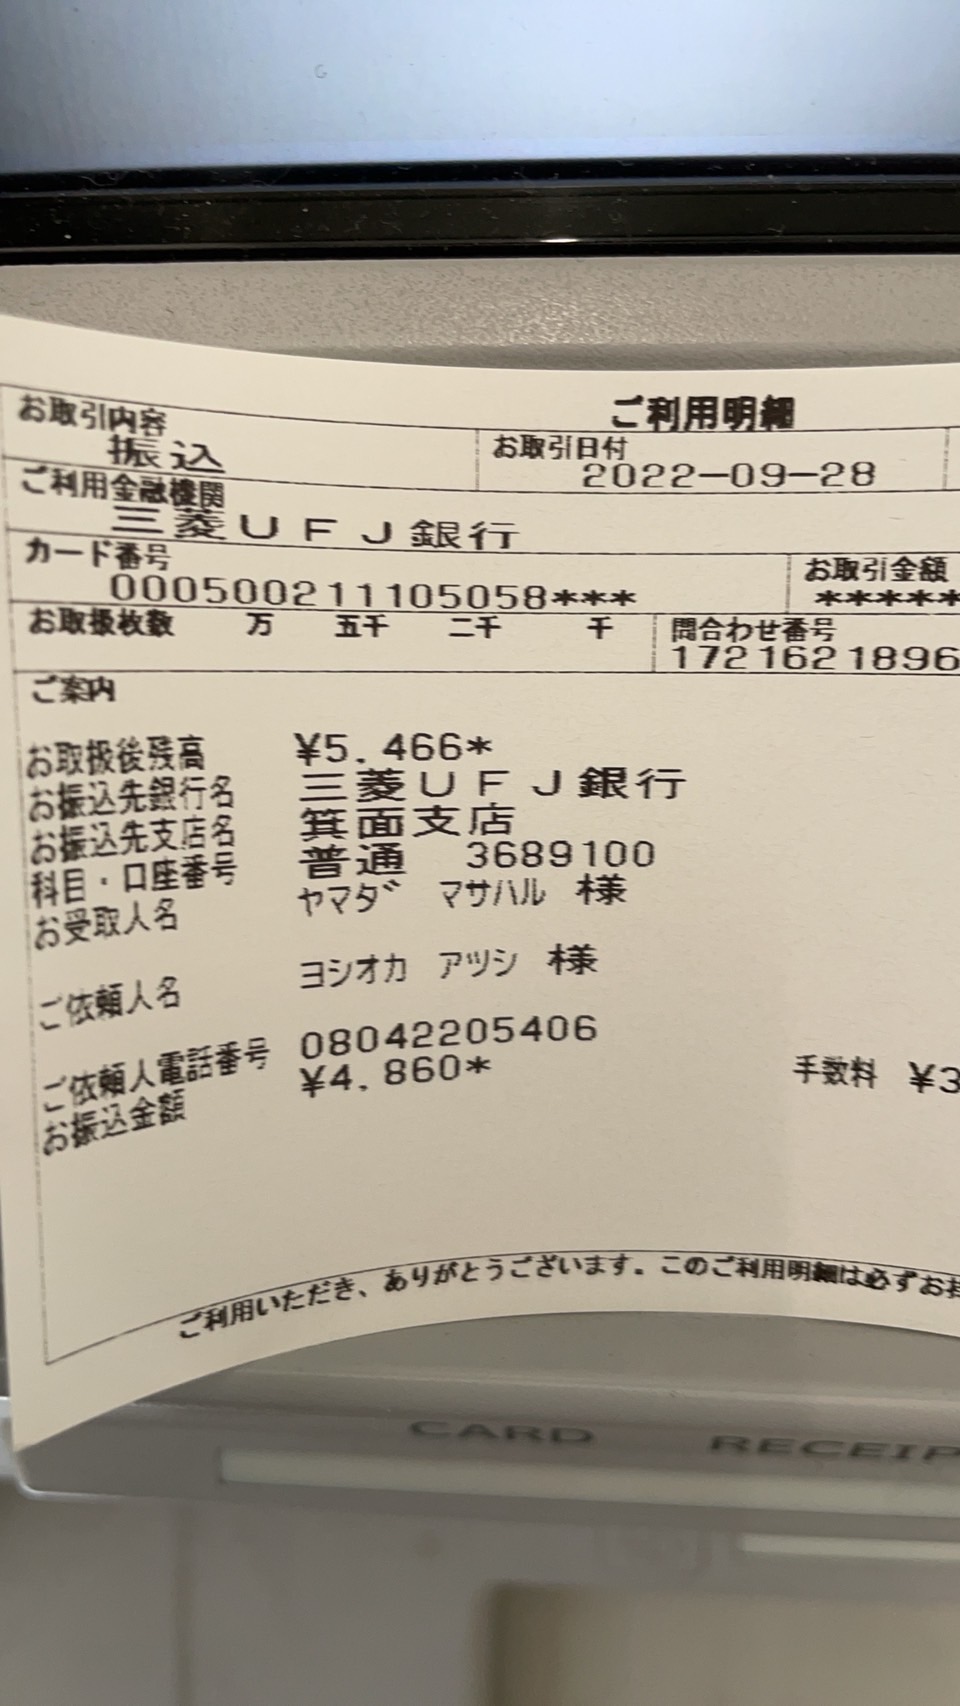 ご利用明細
お取引内容
振込
お取引日付
2022-09-28
ご利用金融機関
三菱UFJ銀行
カード番号
000500211105058***
お取引金額
*****
お取扱枚数 万 五千 二千 千
問合わせ番号
1721621896
ご案内
お取扱後残高 ¥5.466*
お振込先銀行名 三菱UFJ銀行
お振込先支店名 箕面支店
科目・口座番号 普通 3689100
お受取人名 ヤマダ マサハル 様
ご依頼人名 ヨシオカ アツシ 様
ご依頼人電話番号 08042205406
お振込金額 ¥4.860* 手数料 ¥3
ご利用いただき、ありがとうございます。このご利用明細は必ずお持
CARD RECEIP